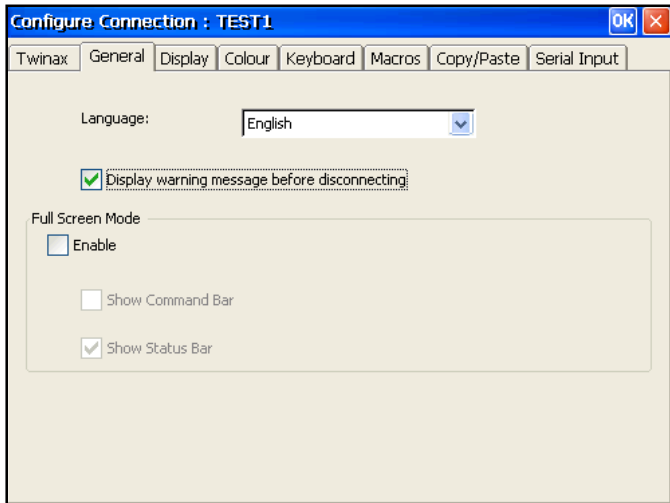 Configure Connection : TEST1 OK
Twinax General Display Colour Keyboard Macros Copy/Paste Serial Input
Language: English
Display warning message before disconnecting
Full Screen Mode
Enable
Show Command Bar
Show Status Bar